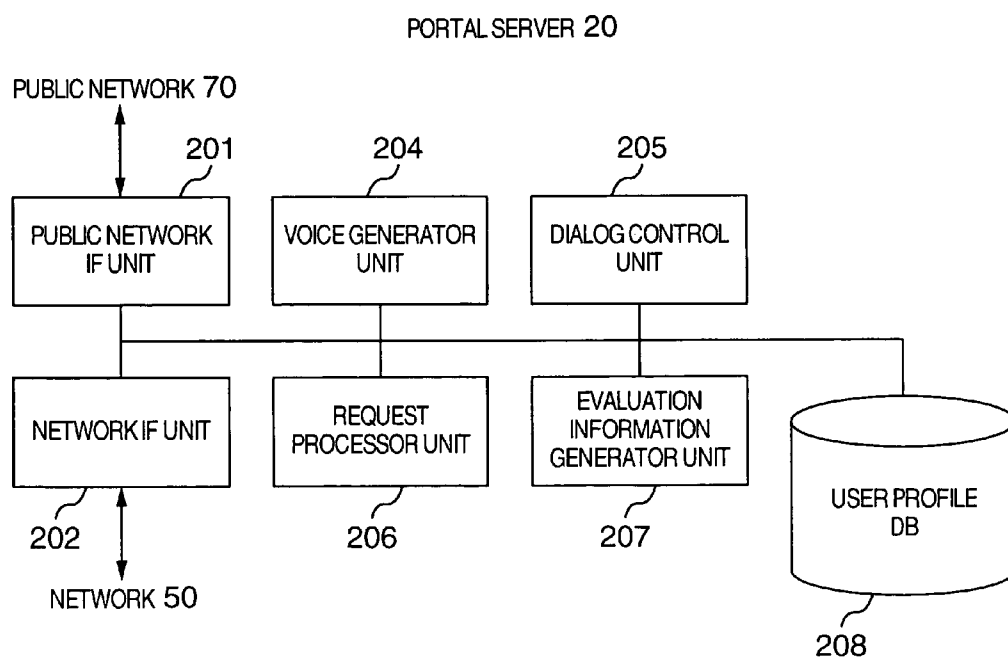 PORTAL SERVER 20
PUBLIC NETWORK 70
201
204
205
PUBLIC NETWORK
IF UNIT
VOICE GENERATOR
UNIT
DIALOG CONTROL
UNIT
NETWORK IF UNIT
REQUEST
PROCESSOR UNIT
EVALUATION
INFORMATION
GENERATOR UNIT
USER PROFILE
DB
202
206
207
NETWORK 50
208